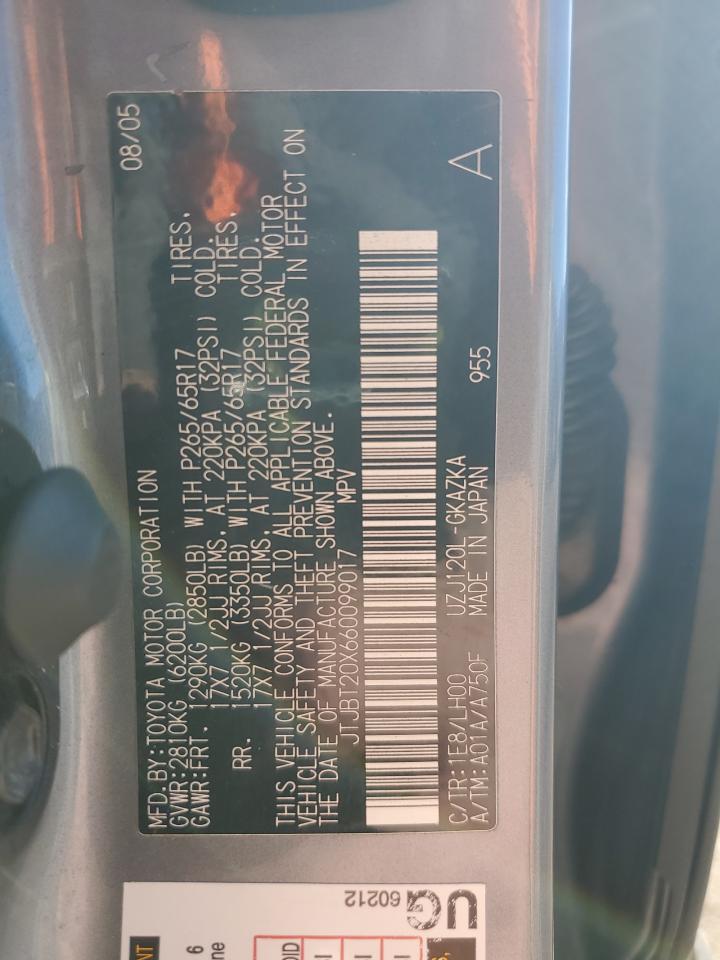 MFD. BY: TOYOTA MOTOR CORPORATION 08/05
GVWR: 2810KG (6200LB)
GAWR: FRT. 1290KG (2850LB) WITH P265/65R17 TIRES,
17X7 1/2JJ RIMS, AT 220KPA (32PSI) COLD.
RR. 1520KG (3350LB) WITH P265/65R17 TIRES,
17X7 1/2JJ RIMS, AT 220KPA (32PSI) COLD.
THIS VEHICLE CONFORMS TO ALL APPLICABLE FEDERAL MOTOR
VEHICLE SAFETY AND THEFT PREVENTION STANDARDS IN EFFECT ON
THE DATE OF MANUFACTURE SHOWN ABOVE.
JTJBT20X660099017 MPV
A
C/TR: 1E8/LH00 UZJ120L-GKAZKA 955
A/TM: A01A/A750F MADE IN JAPAN
UG
60212
6